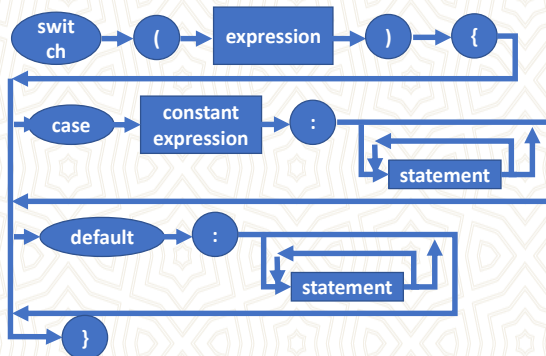 swit
ch
( expression ) {
case constant
expression :
statement
default :
statement
}